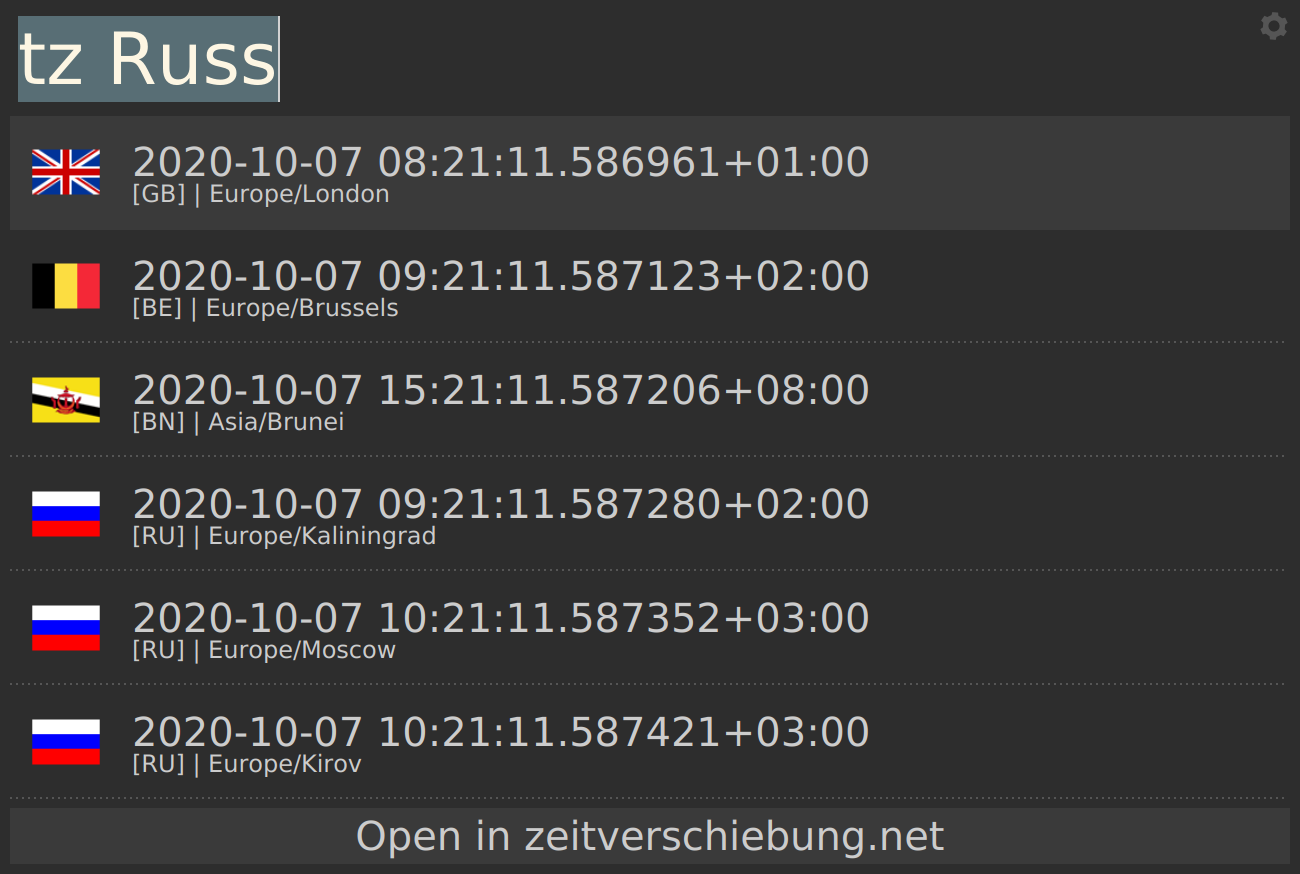 tz Russ
2020-10-07 08:21:11.586961+01:00
[GB] | Europe/London
2020-10-07 09:21:11.587123+02:00
[BE] | Europe/Brussels
2020-10-07 15:21:11.587206+08:00
[BN] | Asia/Brunei
2020-10-07 09:21:11.587280+02:00
[RU] | Europe/Kaliningrad
2020-10-07 10:21:11.587352+03:00
[RU] | Europe/Moscow
2020-10-07 10:21:11.587421+03:00
[RU] | Europe/Kirov
Open in zeitverschiebung.net